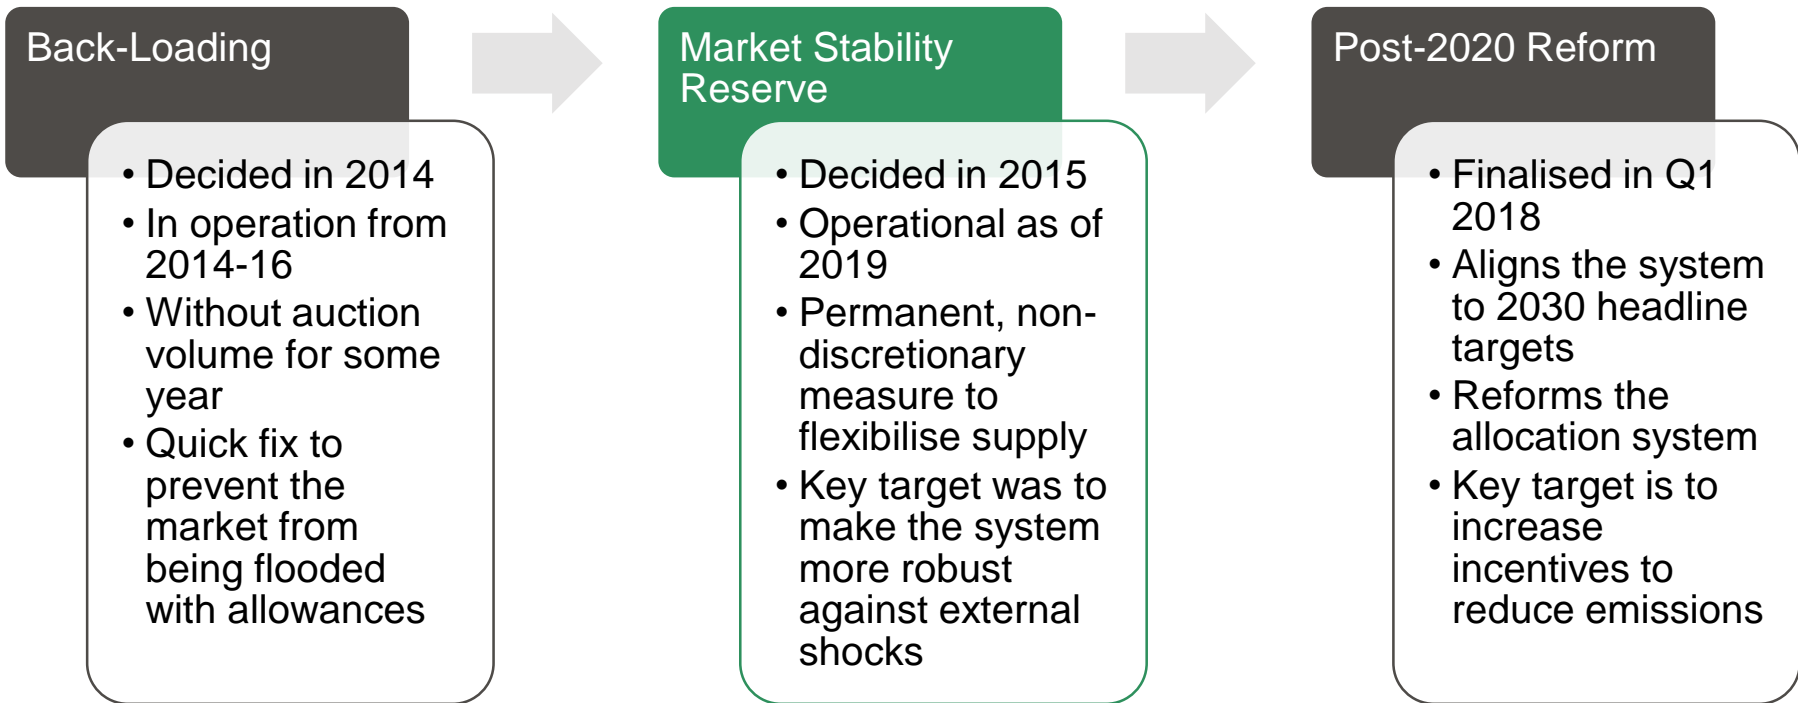 Back-Loading
• Decided in 2014
• In operation from
2014-16
• Without auction
volume for some
year
• Quick fix to
prevent the
market from
being flooded
with allowances
Market Stability
Reserve
• Decided in 2015
• Operational as of
2019
• Permanent, non-
discretionary
measure to
flexibilise supply
• Key target was to
make the system
more robust
against external
shocks
Post-2020 Reform
• Finalised in Q1
2018
• Aligns the system
to 2030 headline
targets
• Reforms the
allocation system
• Key target is to
increase
incentives to
reduce emissions